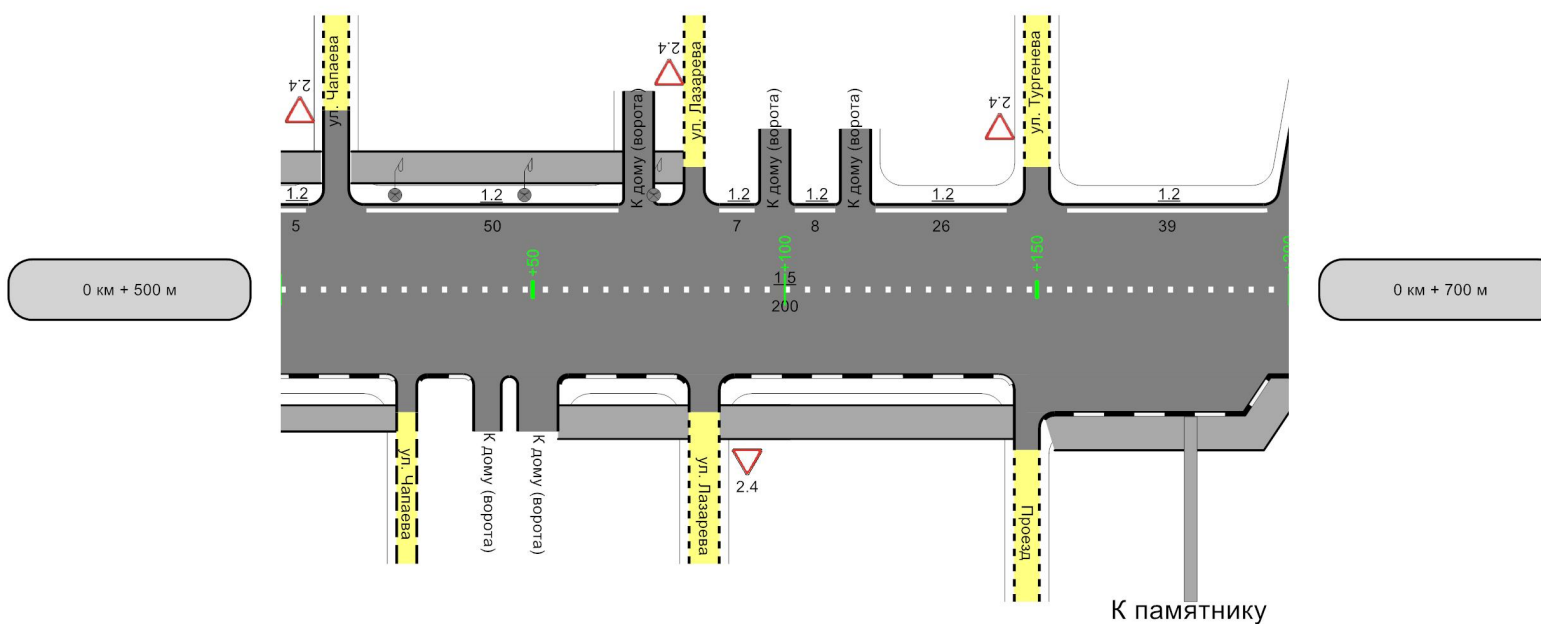 ул. Чапаева
ул. Лазарева
ул. Тургенева
2.4
2.4
2.4
К дому (ворота)
К дому (ворота)
К дому (ворота)
1.2
1.2
1.2
1.2
1.2
1.2
5
50
7
8
26
39
+50
+100
+150
+200
0 км + 500 м
1.5
200
0 км + 700 м
ул. Чапаева
К дому (ворота)
К дому (ворота)
ул. Лазарева
2.4
Проезд
К памятнику